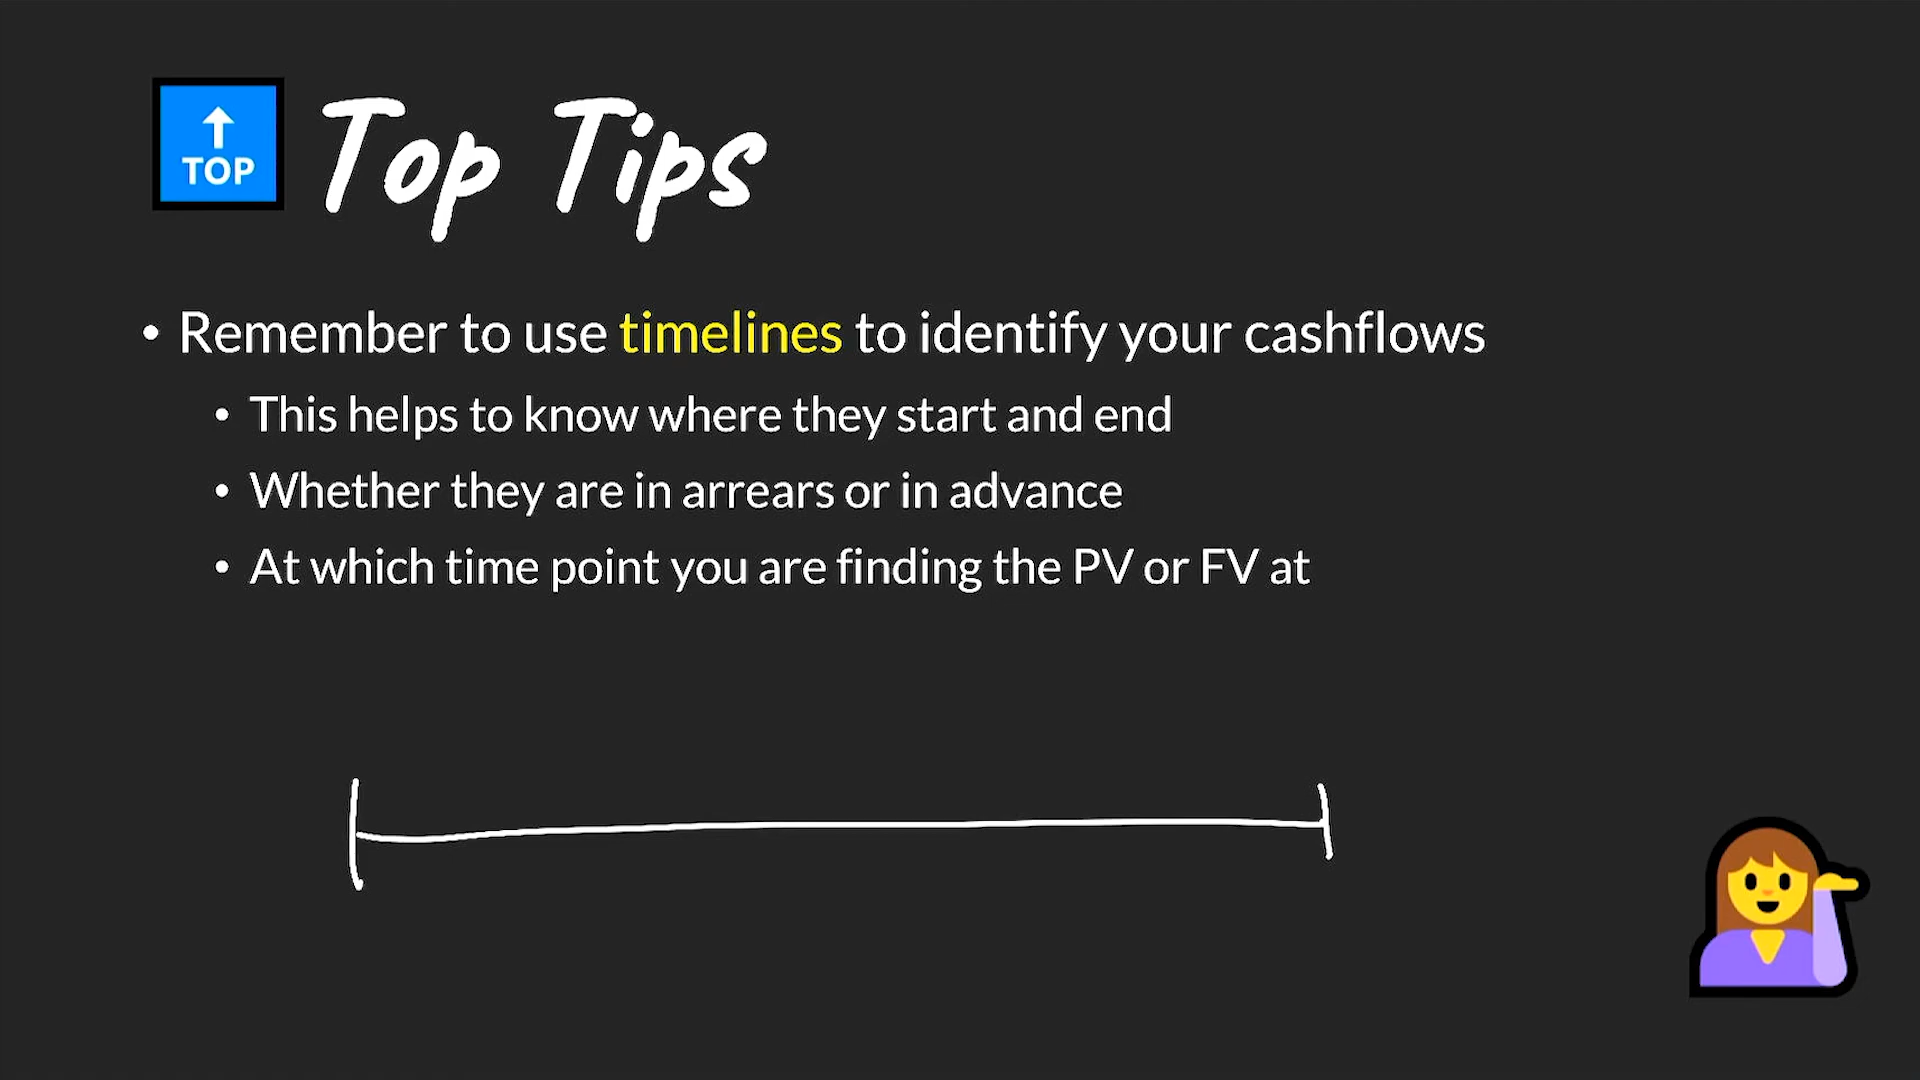 TOP
Top Tips
• Remember to use timelines to identify your cashflows
• This helps to know where they start and end
• Whether they are in arrears or in advance
• At which time point you are finding the PV or FV at